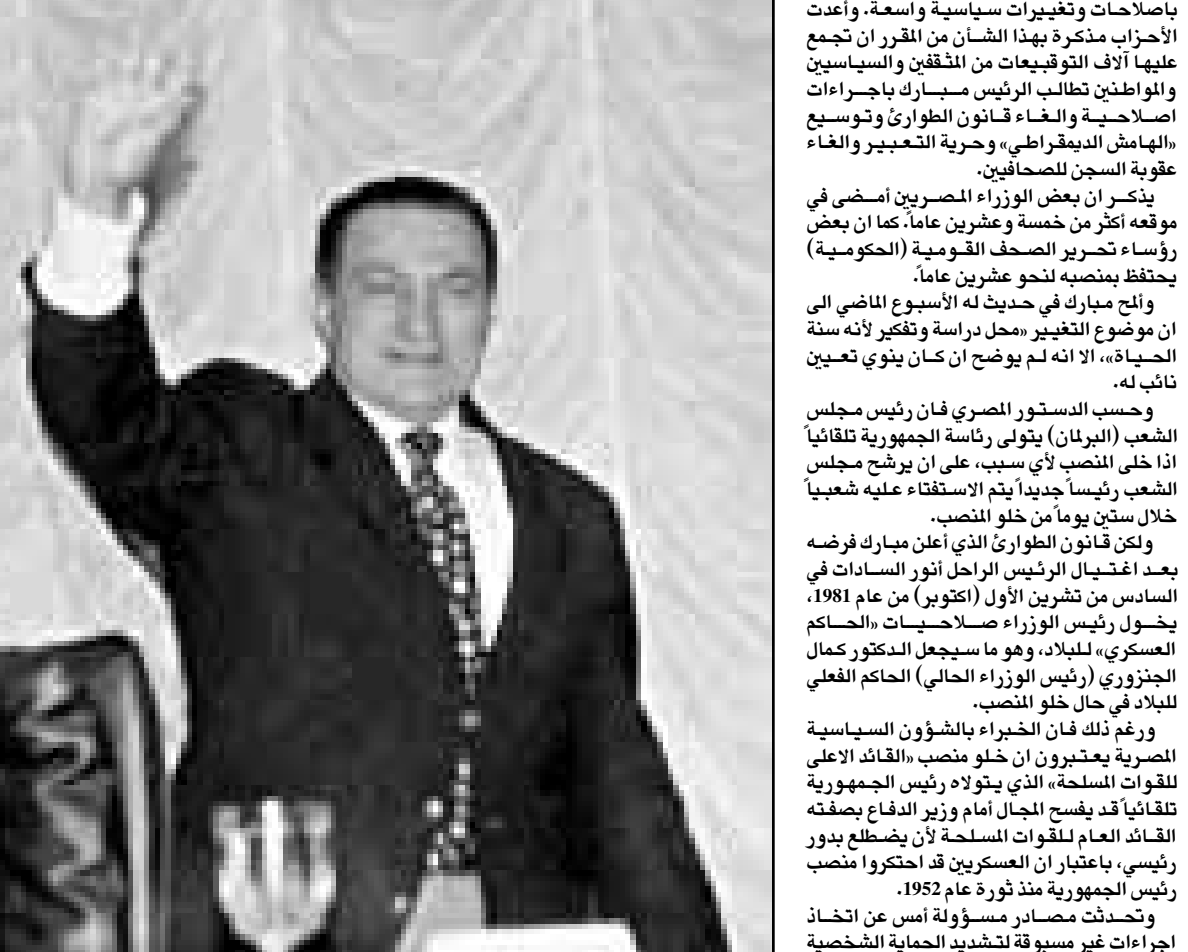 باصلاحات وتغييرات سياسية واسعة. وأعدت
الأحزاب مذكرة بهذا الشأن من المقرر ان تجمع
عليها آلاف التوقيعات من المثقفين والسياسيين
والمواطنين تطالب الرئيس مبارك باجراءات
اصلاحية والغاء قانون الطوارئ وتوسيع
«الهامش الديمقراطي» وحرية التعبير والغاء
عقوبة السجن للصحافيين.
يذكر ان بعض الوزراء المصريين أمضى في
موقعه أكثر من خمسة وعشرين عاماً. كما ان بعض
رؤساء تحرير الصحف القومية (الحكومية)
يحتفظ بمنصبه لنحو عشرين عاماً.
وألمح مبارك في حديث له الأسبوع الماضي الى
ان موضوع التغيير «محل دراسة وتفكير لأنه سنة
الحياة»، الا انه لم يوضح ان كان ينوي تعيين
نائب له.
وحسب الدستور المصري فان رئيس مجلس
الشعب (البرلمان) يتولى رئاسة الجمهورية تلقائياً
اذا خلى المنصب لأي سبب، على ان يرشح مجلس
الشعب رئيساً جديداً يتم الاستفتاء عليه شعبياً
خلال ستين يوماً من خلو المنصب.
ولكن قانون الطوارئ الذي أعلن مبارك فرضه
بعد اغتيال الرئيس الراحل أنور السادات في
السادس من تشرين الأول (اكتوبر) من عام 1981،
يخول رئيس الوزراء صلاحيات «الحاكم
العسكري» للبلاد، وهو ما سيجعل الدكتور كمال
الجنزوري (رئيس الوزراء الحالي) الحاكم الفعلي
للبلاد في حال خلو المنصب.
ورغم ذلك فان الخبراء بالشؤون السياسية
المصرية يعتبرون ان خلو منصب «القائد الاعلى
للقوات المسلحة» الذي يتولاه رئيس الجمهورية
تلقائياً قد يفسح المجال أمام وزير الدفاع بصفته
القائد العام للقوات المسلحة لأن يضطلع بدور
رئيسي، باعتبار ان العسكريين قد احتكروا منصب
رئيس الجمهورية منذ ثورة عام 1952.
وتحدثت مصادر مسؤولة أمس عن اتخاذ
اجراءات غير مسبوقة لتشديد الحماية الشخصية